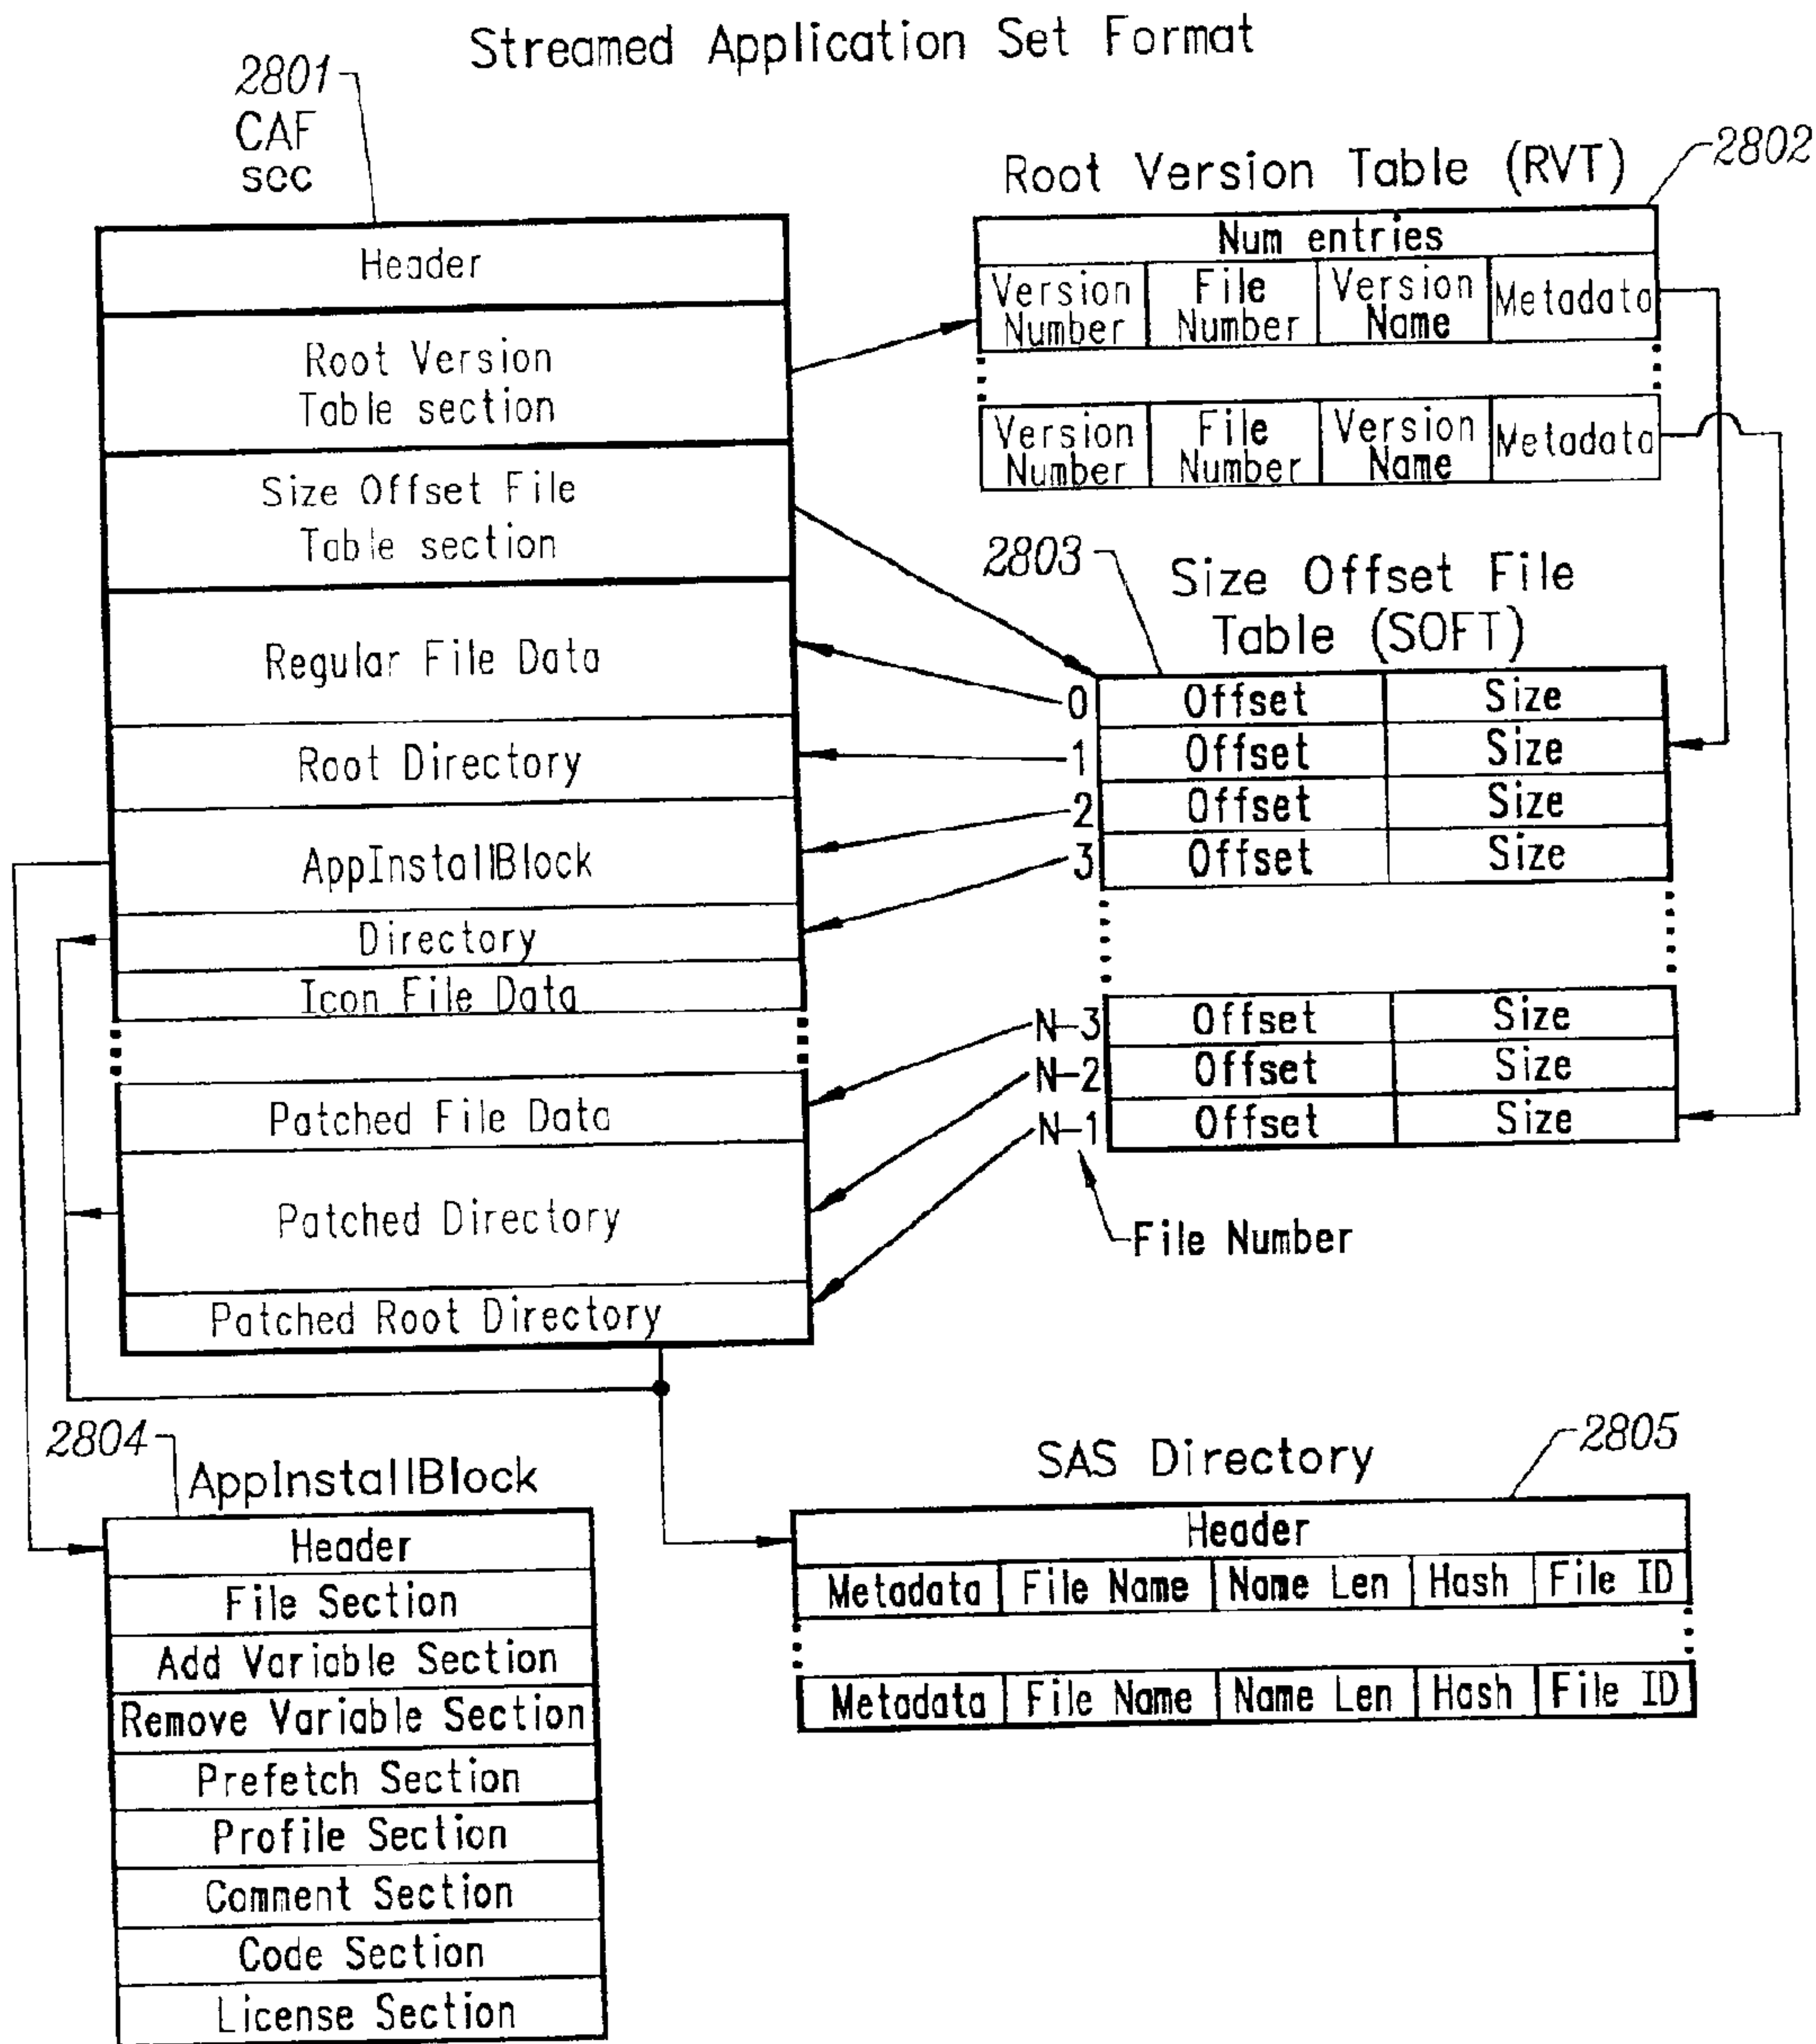 Streamed Application Set Format
2801
CAF
sec
Header
Root Version
Table section
Size Offset File
Table section
Regular File Data
Root Directory
AppInstallBlock
Directory
Icon File Data
Patched File Data
Patched Directory
Patched Root Directory
Root Version Table (RVT)
2802
Num entries
Version Number File Number Version Name Metadata
Version Number File Number Version Name Metadata
2803
Size Offset File
Table (SOFT)
0 Offset Size
1 Offset Size
2 Offset Size
3 Offset Size
N-3 Offset Size
N-2 Offset Size
N-1 Offset Size
File Number
2804
AppInstallBlock
Header
File Section
Add Variable Section
Remove Variable Section
Prefetch Section
Profile Section
Comment Section
Code Section
License Section
SAS Directory
2805
Header
Metadata File Name Name Len Hash File ID
Metadata File Name Name Len Hash File ID